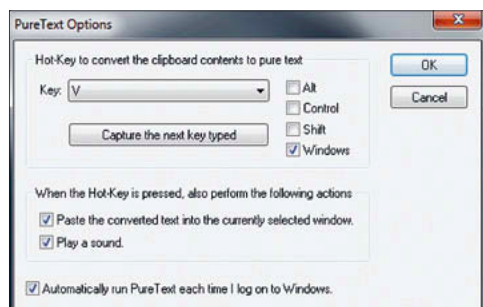 PureText Options
Hot-Key to convert the clipboard contents to pure text
OK
Key: V
Alt
Cancel
Control
Capture the next key typed
Shift
Windows
When the Hot-Key is pressed, also perform the following actions
Paste the converted text into the currently selected window.
Play a sound.
Automatically run PureText each time I log on to Windows.